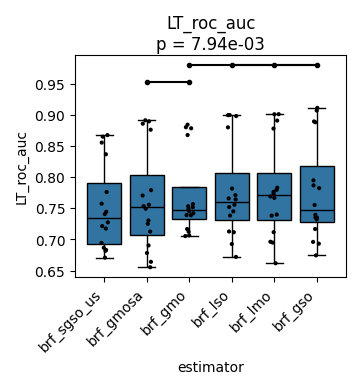 LT_roc_auc
p = 7.94e-03
LT_roc_auc
0.95
0.90
0.85
0.80
0.75
0.70
0.65
brf_sgso_us
brf_gmosa
brf_gmo
brf_lso
brf_lmo
brf_gso
estimator